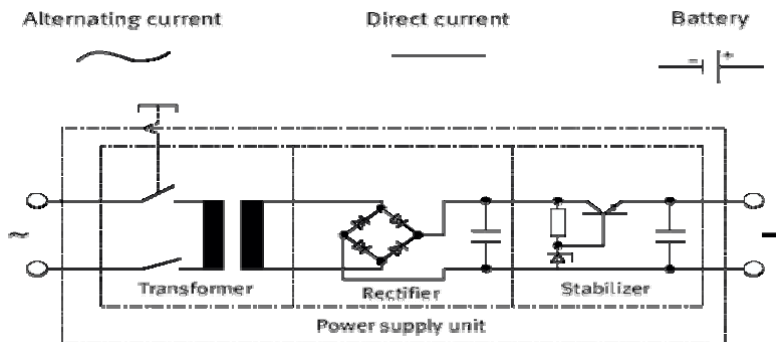 Alternating current Direct current Battery
- +
~
Transformer Rectifier Stabilizer
Power supply unit